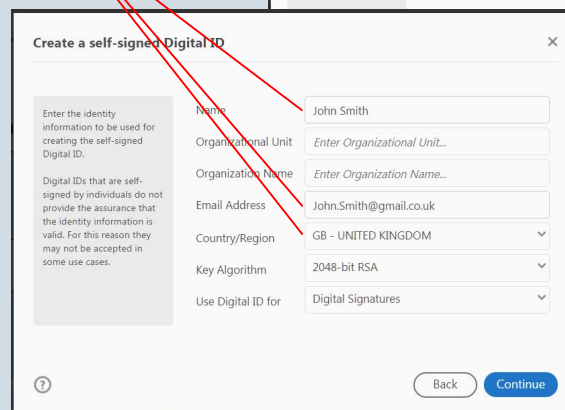 Create a self-signed Digital ID
Enter the identity
information to be used for
creating the self-signed
Digital ID.
Digital IDs that are self-
signed by individuals do not
provide the assurance that
the identity information is
valid. For this reason they
may not be accepted in
some use cases.
Name John Smith
Organizational Unit Enter Organizational Unit...
Organization Name Enter Organization Name...
Email Address John.Smith@gmail.co.uk
Country/Region GB - UNITED KINGDOM
Key Algorithm 2048-bit RSA
Use Digital ID for Digital Signatures
Back Continue